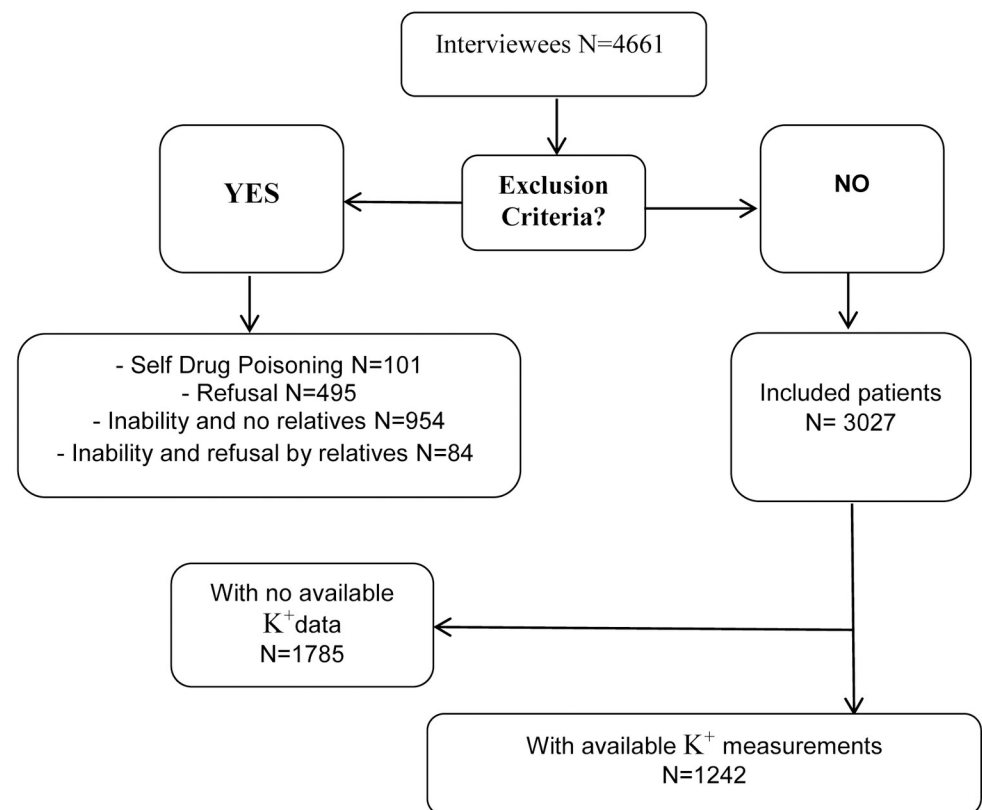 Interviewees N=4661
YES
Exclusion
Criteria?
NO
- Self Drug Poisoning N=101
- Refusal N=495
- Inability and no relatives N=954
- Inability and refusal by relatives N=84
Included patients
N= 3027
With no available
K⁺data
N=1785
With available K⁺ measurements
N=1242